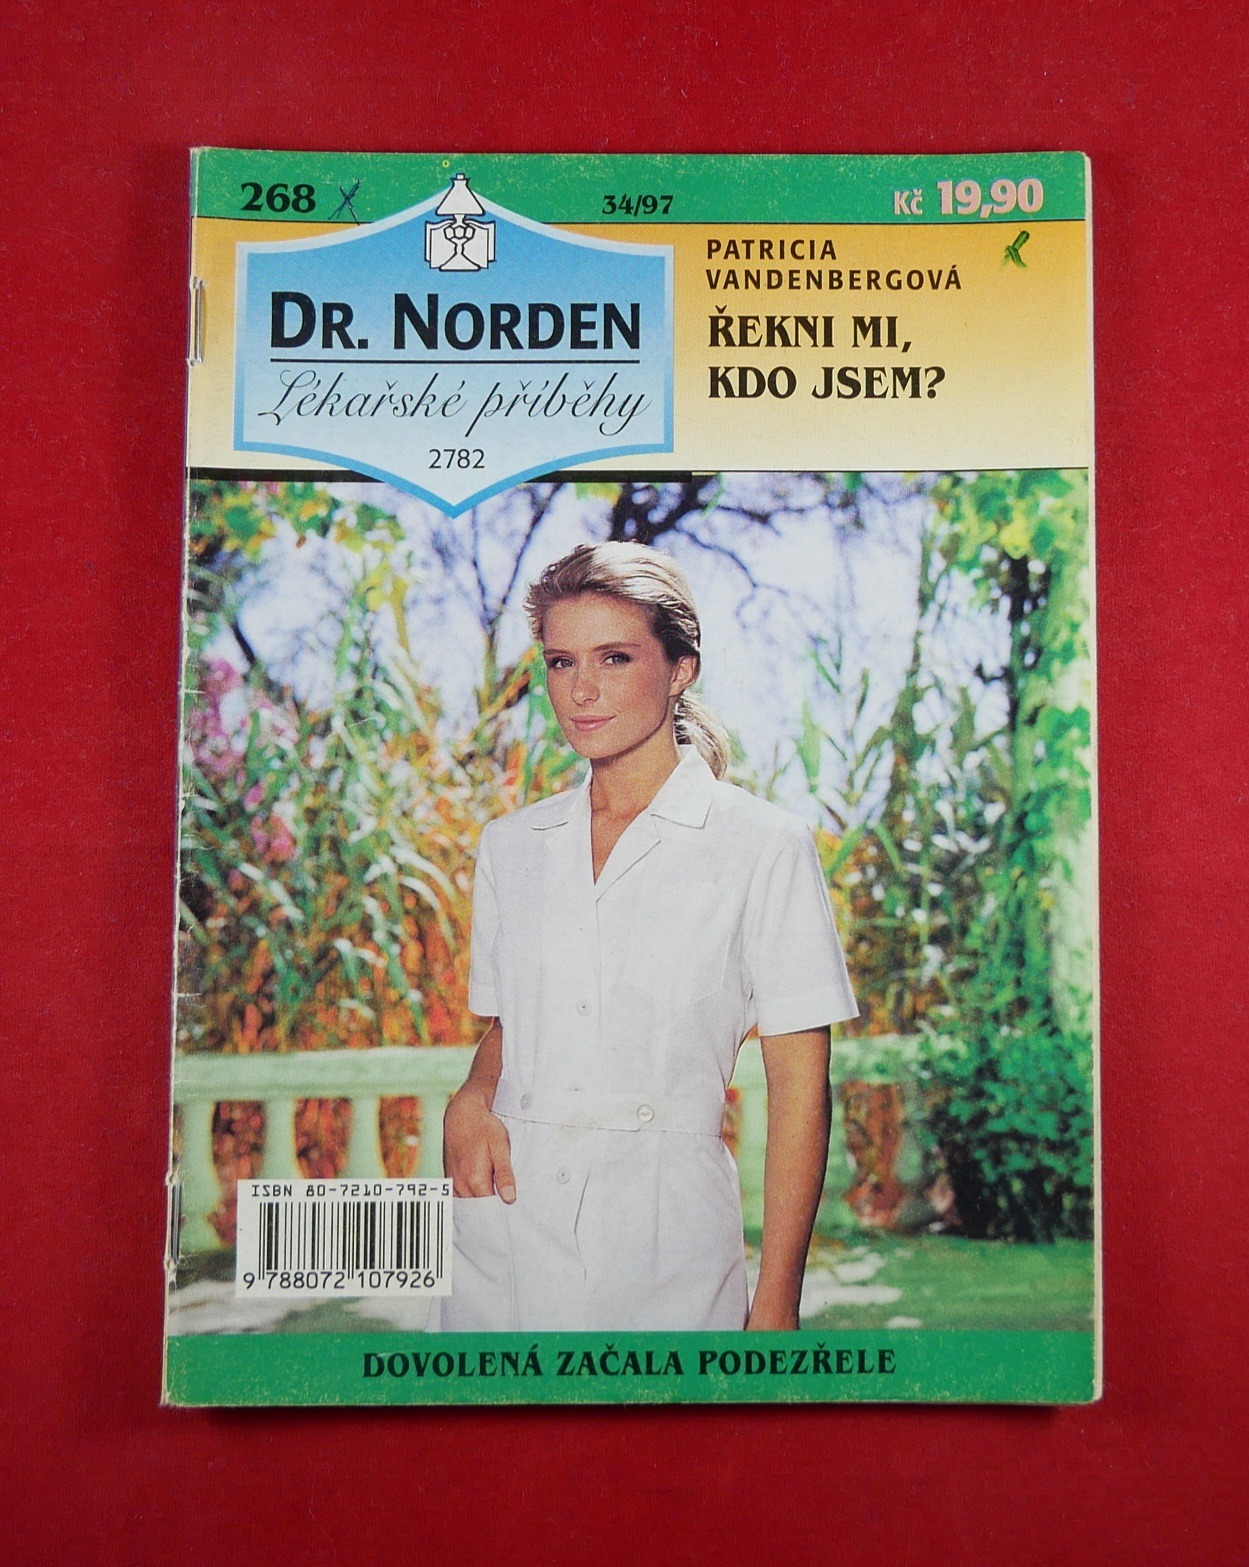 268
34/97
Kč 19,90
DR. NORDEN
Lékařské příběhy
2782
PATRICIA
VANDENBERGOVÁ
ŘEKNI MI,
KDO JSEM?
ISBN 80-7210-792-5
9 788072 107926
DOVOLENÁ ZAČALA PODEZŘELE